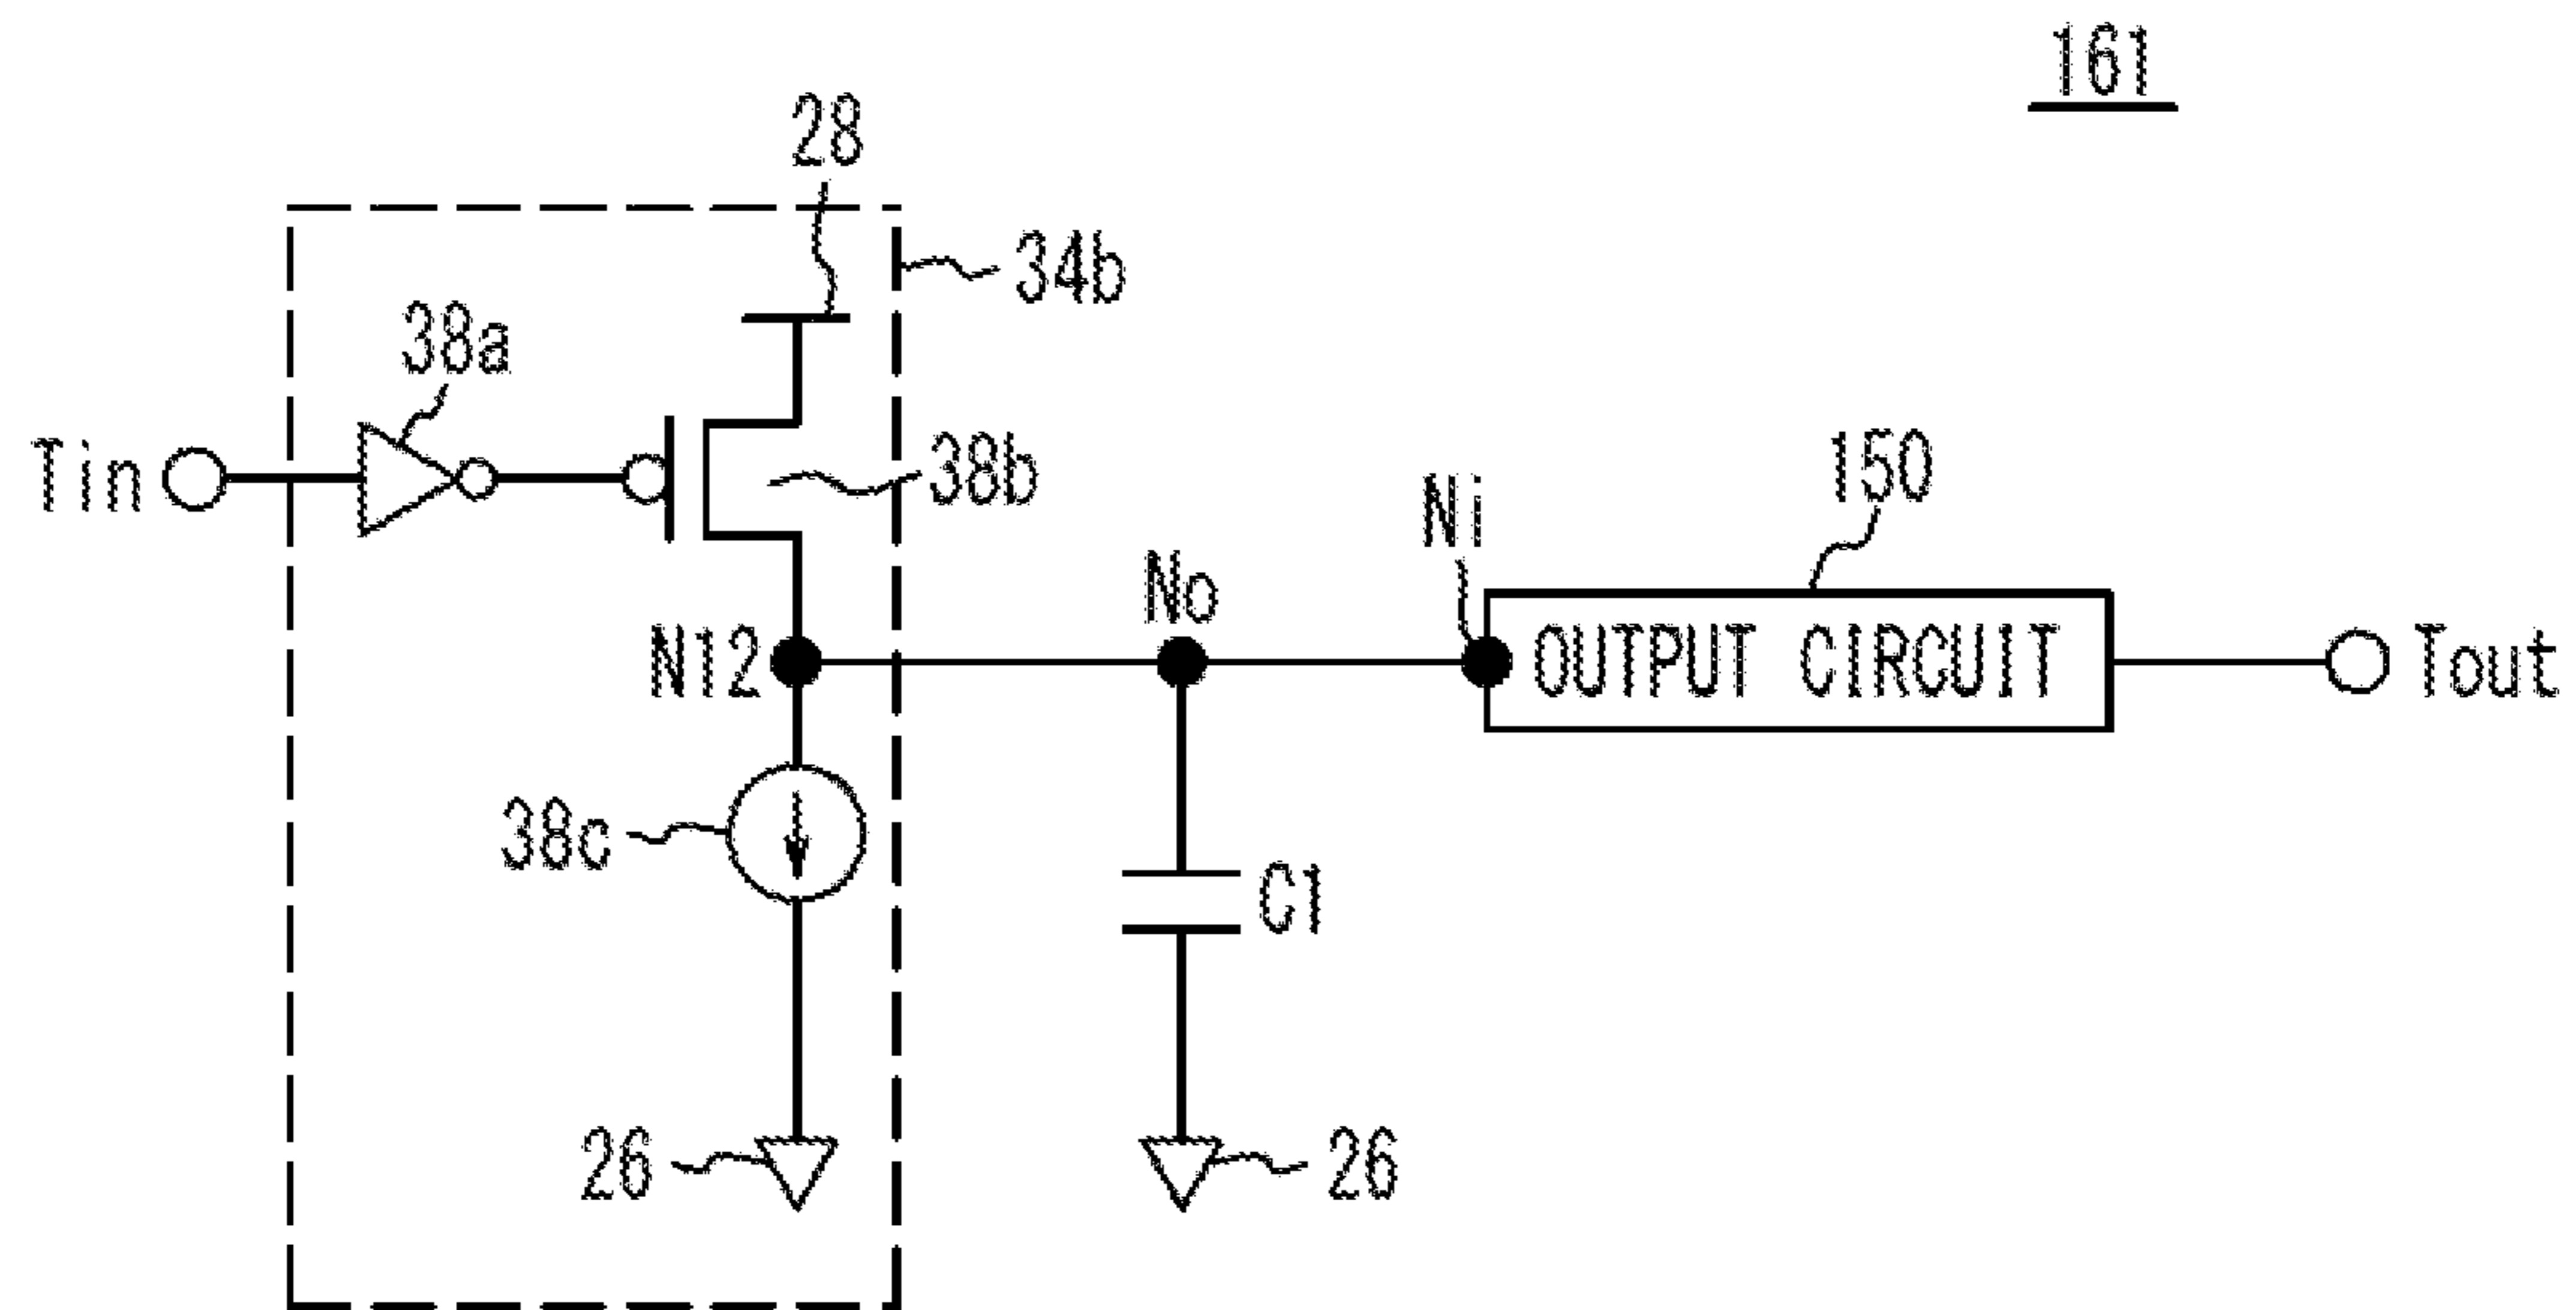 161
28
34b
38a
Tin
38b
150
Ni
No
N12
OUTPUT CIRCUIT
Tout
38c
C1
26
26